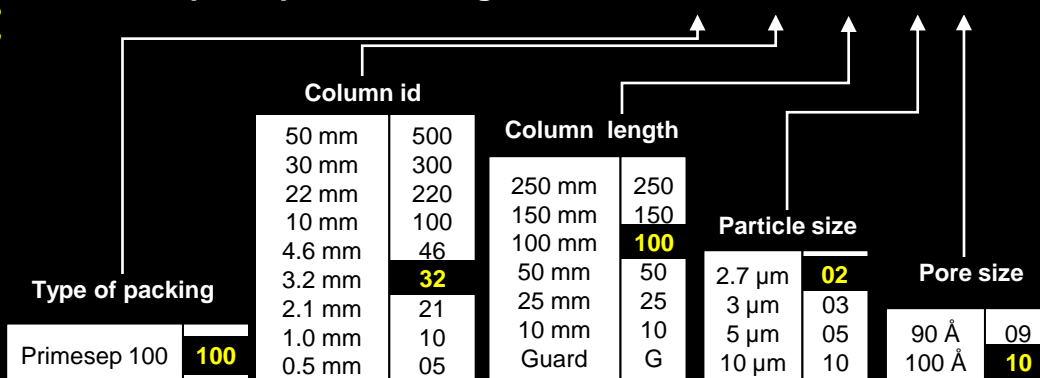 Column id
50 mm 500
30 mm 300
22 mm 220
10 mm 100
4.6 mm 46
3.2 mm 32
2.1 mm 21
1.0 mm 10
0.5 mm 05
Column length
250 mm 250
150 mm 150
100 mm 100
50 mm 50
25 mm 25
10 mm 10
Guard G
Particle size
2.7 µm 02
3 µm 03
5 µm 05
10 µm 10
Type of packing
Primesep 100 100
Pore size
90 Å 09
100 Å 10